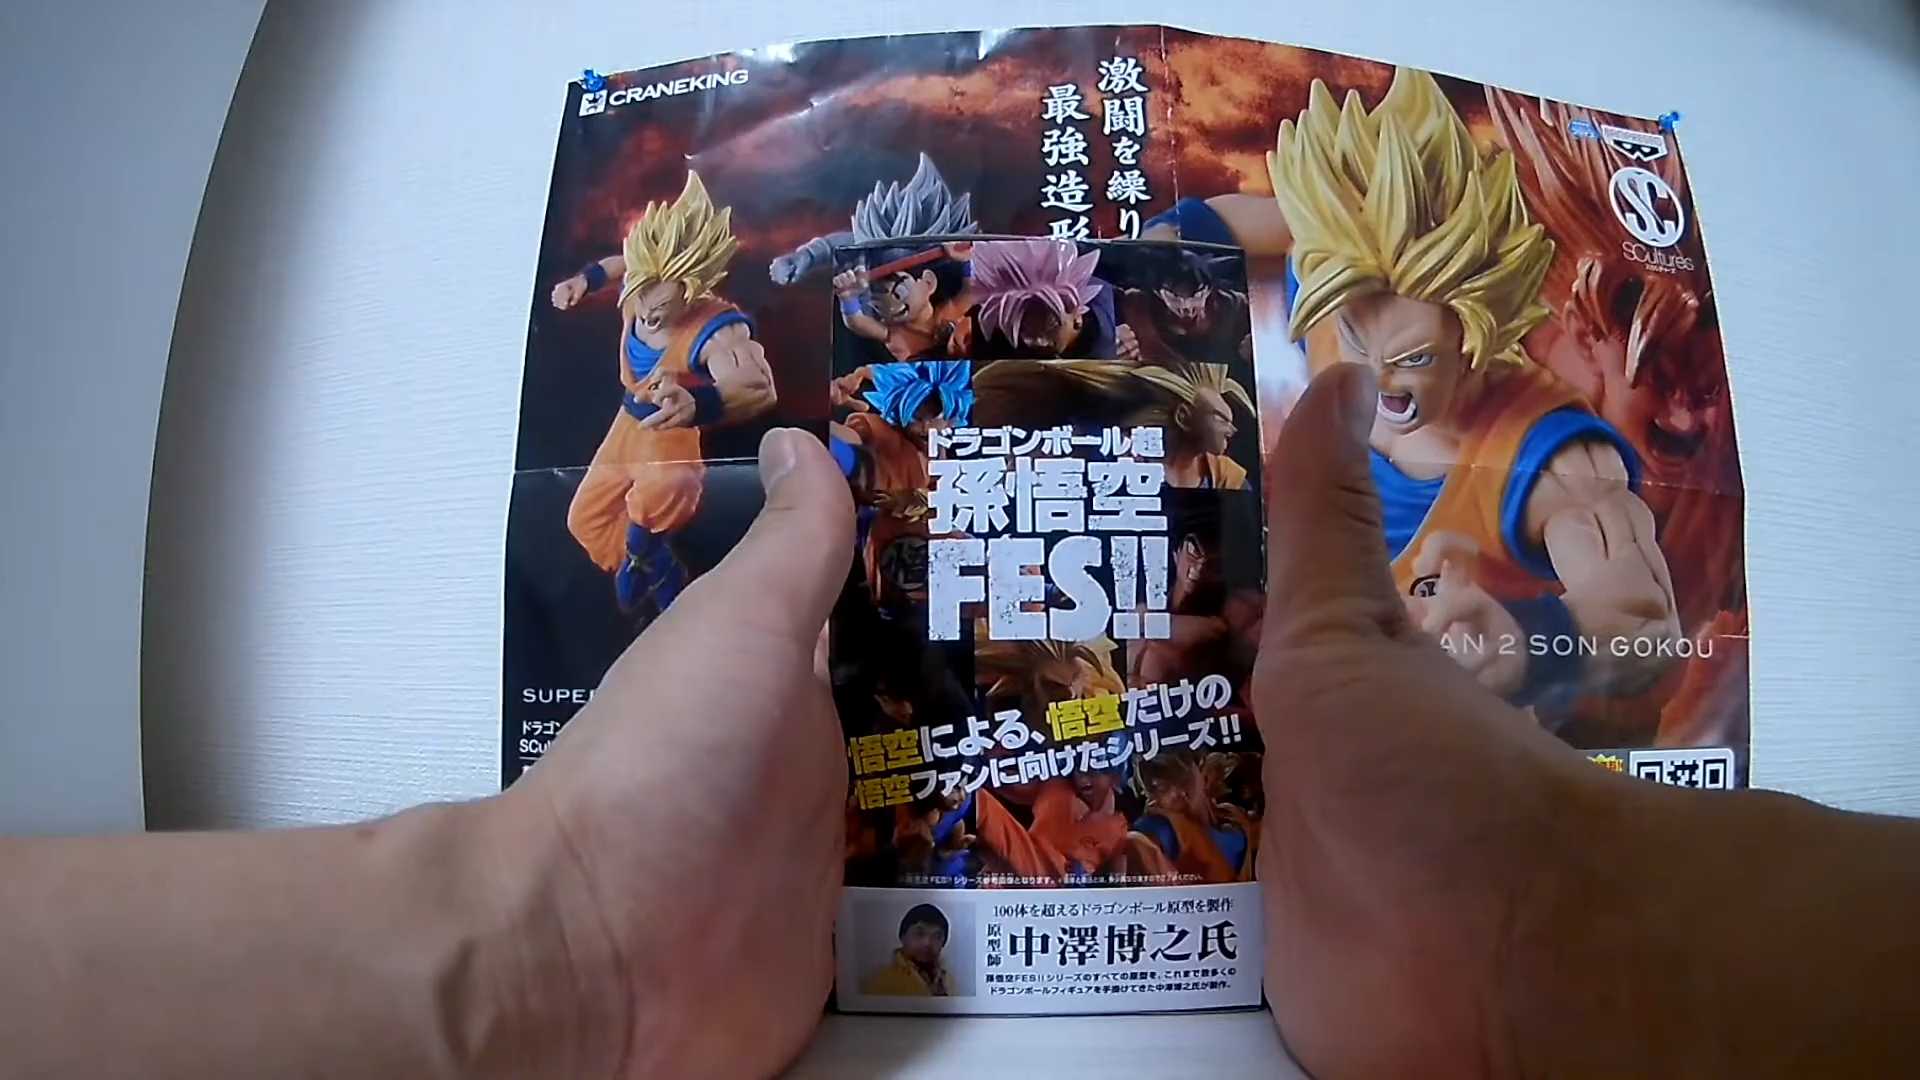 CRANEKING
激闘を繰り
最強造形
SCultures
ドラゴンボール超
孫悟空
FES!!
AN 2 SON GOKOU
SUPE
ドラゴン
SCul
悟空による、悟空だけの
悟空ファンに向けたシリーズ!!
100体を超えるドラゴンボール原型を製作
原型師
中澤博之氏
孫悟空FES!!シリーズのすべての原型を、これまで数多くの
ドラゴンボールフィギュアを手掛けてきた中澤博之氏が製作。